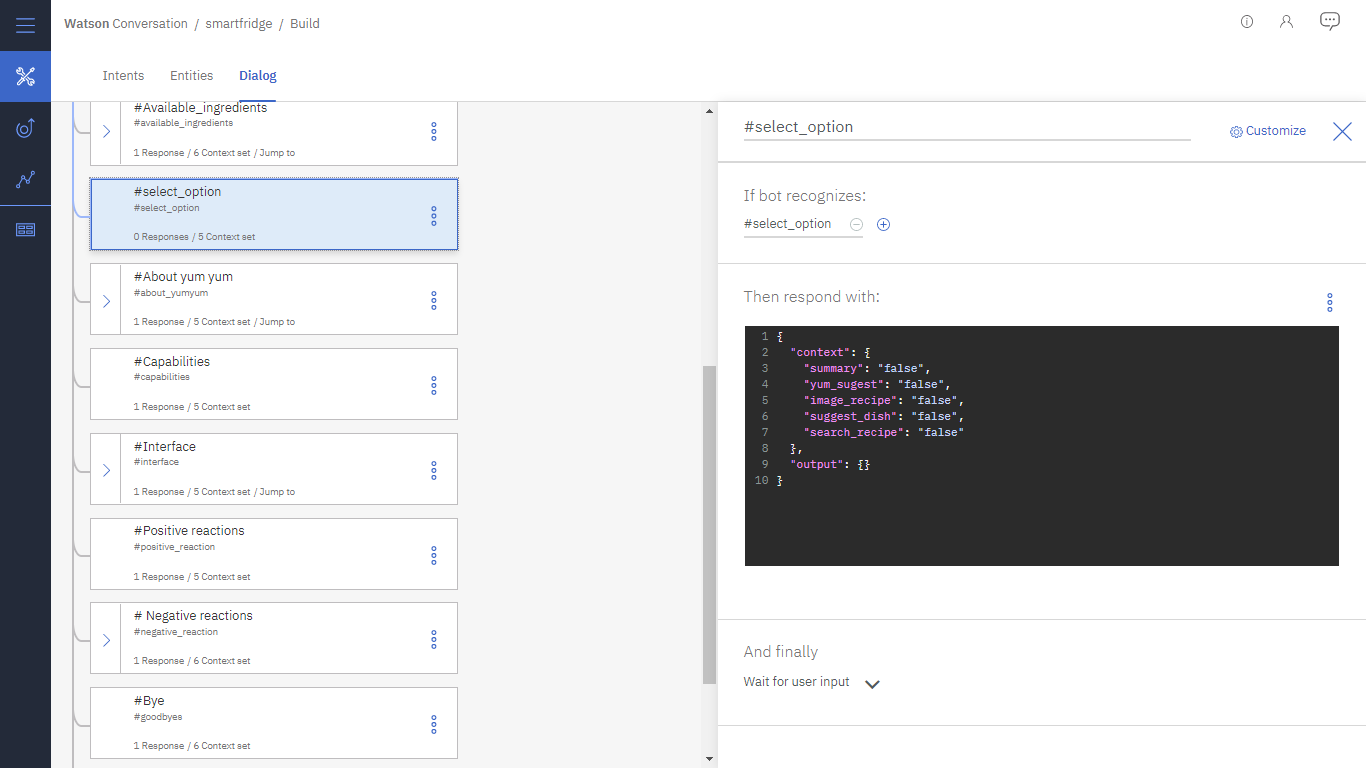 Watson Conversation / smartfridge / Build
Intents Entities Dialog
#Available_ingredients
#available_ingredients
1 Response / 6 Context set / Jump to
#select_option
#select_option
0 Responses / 5 Context set
#About yum yum
#about_yumyum
1 Response / 5 Context set / Jump to
#Capabilities
#capabilities
1 Response / 5 Context set
#Interface
#interface
1 Response / 5 Context set / Jump to
#Positive reactions
#positive_reaction
1 Response / 5 Context set
# Negative reactions
#negative_reaction
1 Response / 6 Context set
#Bye
#goodbyes
1 Response / 6 Context set
#select_option
Customize
If bot recognizes:
#select_option
Then respond with:
1 {
2 "context": {
3 "summary": "false",
4 "yum_sugest": "false",
5 "image_recipe": "false",
6 "suggest_dish": "false",
7 "search_recipe": "false"
8 },
9 "output": {}
10 }
And finally
Wait for user input